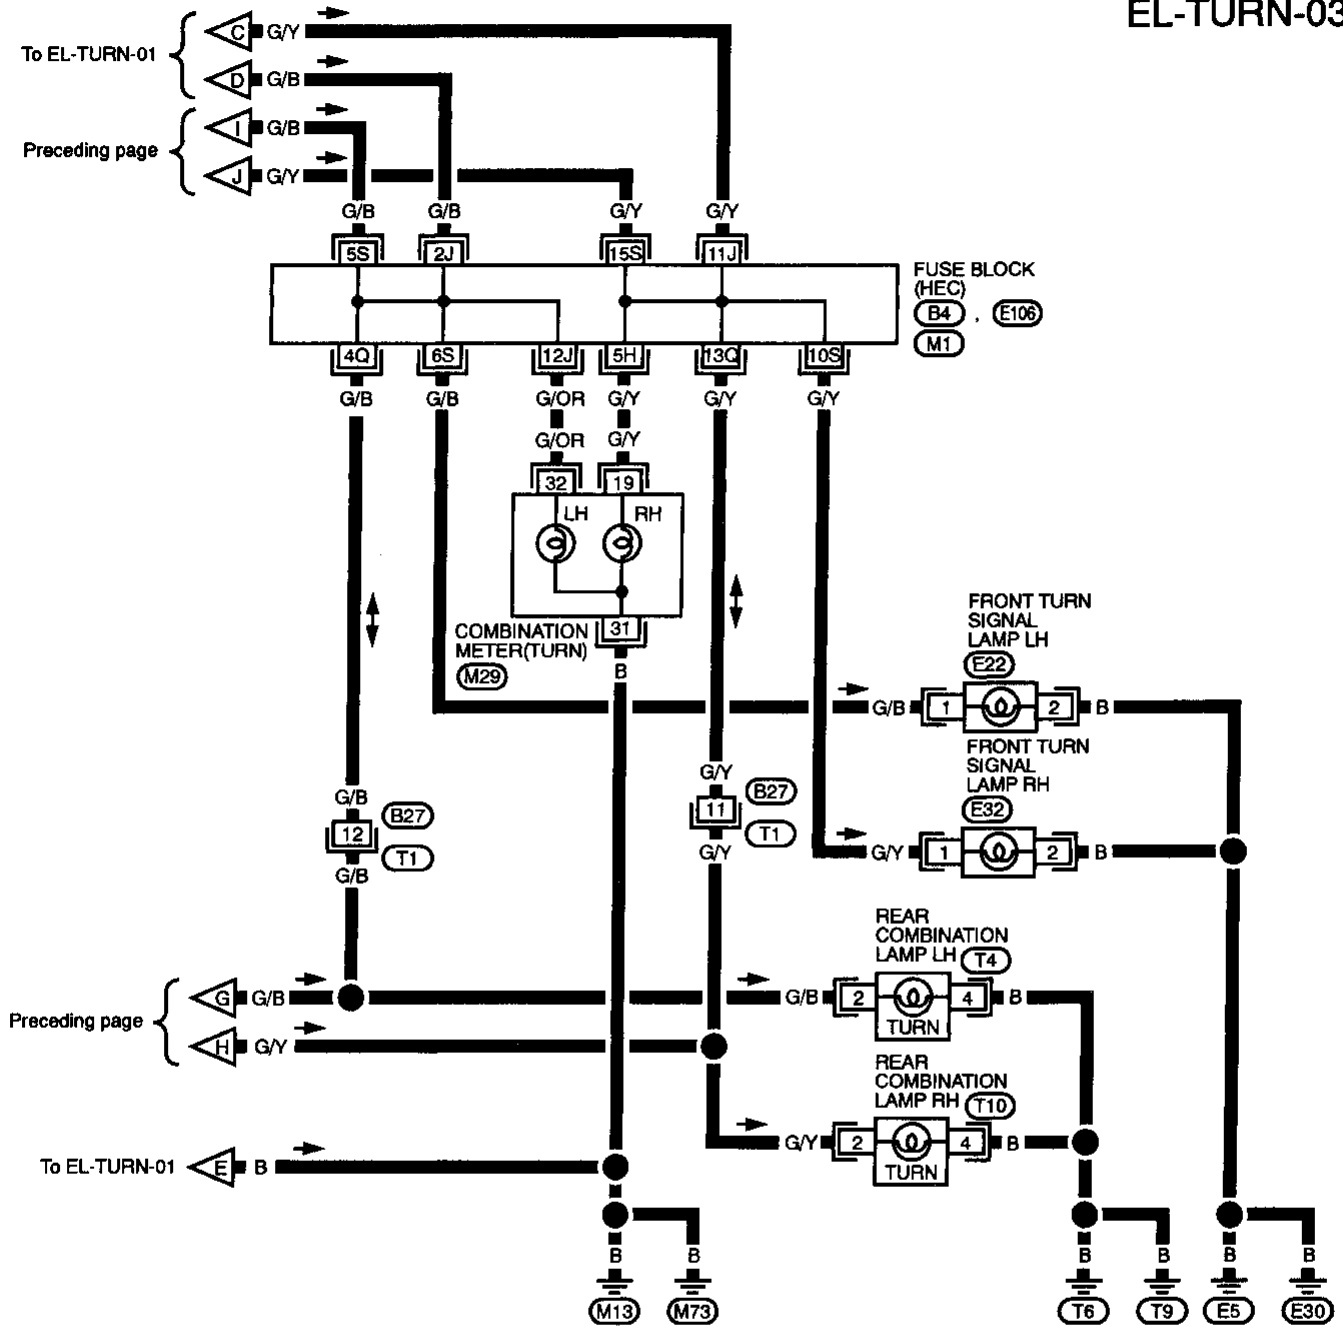 EL-TURN-03
To EL-TURN-01
C G/Y
D G/B
Preceding page
I G/B
J G/Y
G/B G/B G/Y G/Y
5S 2J 15S 11J
FUSE BLOCK
(HEC)
B4 , E106
M1
4Q 6S 12J 5H 13Q 10S
G/B G/B G/OR G/Y G/Y G/Y
G/OR G/Y
32 19
LH RH
31
COMBINATION
METER(TURN)
M29
B
FRONT TURN
SIGNAL
LAMP LH
E22
G/B 1 2 B
FRONT TURN
SIGNAL
LAMP RH
E32
G/Y 1 2 B
G/Y
11
B27
T1
G/Y
G/B
12
B27
T1
G/B
REAR
COMBINATION
LAMP LH T4
Preceding page
G G/B
G/B 2 4 B
TURN
H G/Y
REAR
COMBINATION
LAMP RH T10
G/Y 2 4 B
TURN
To EL-TURN-01 E B
B B B B B B
M13 M73 T6 T9 E5 E30